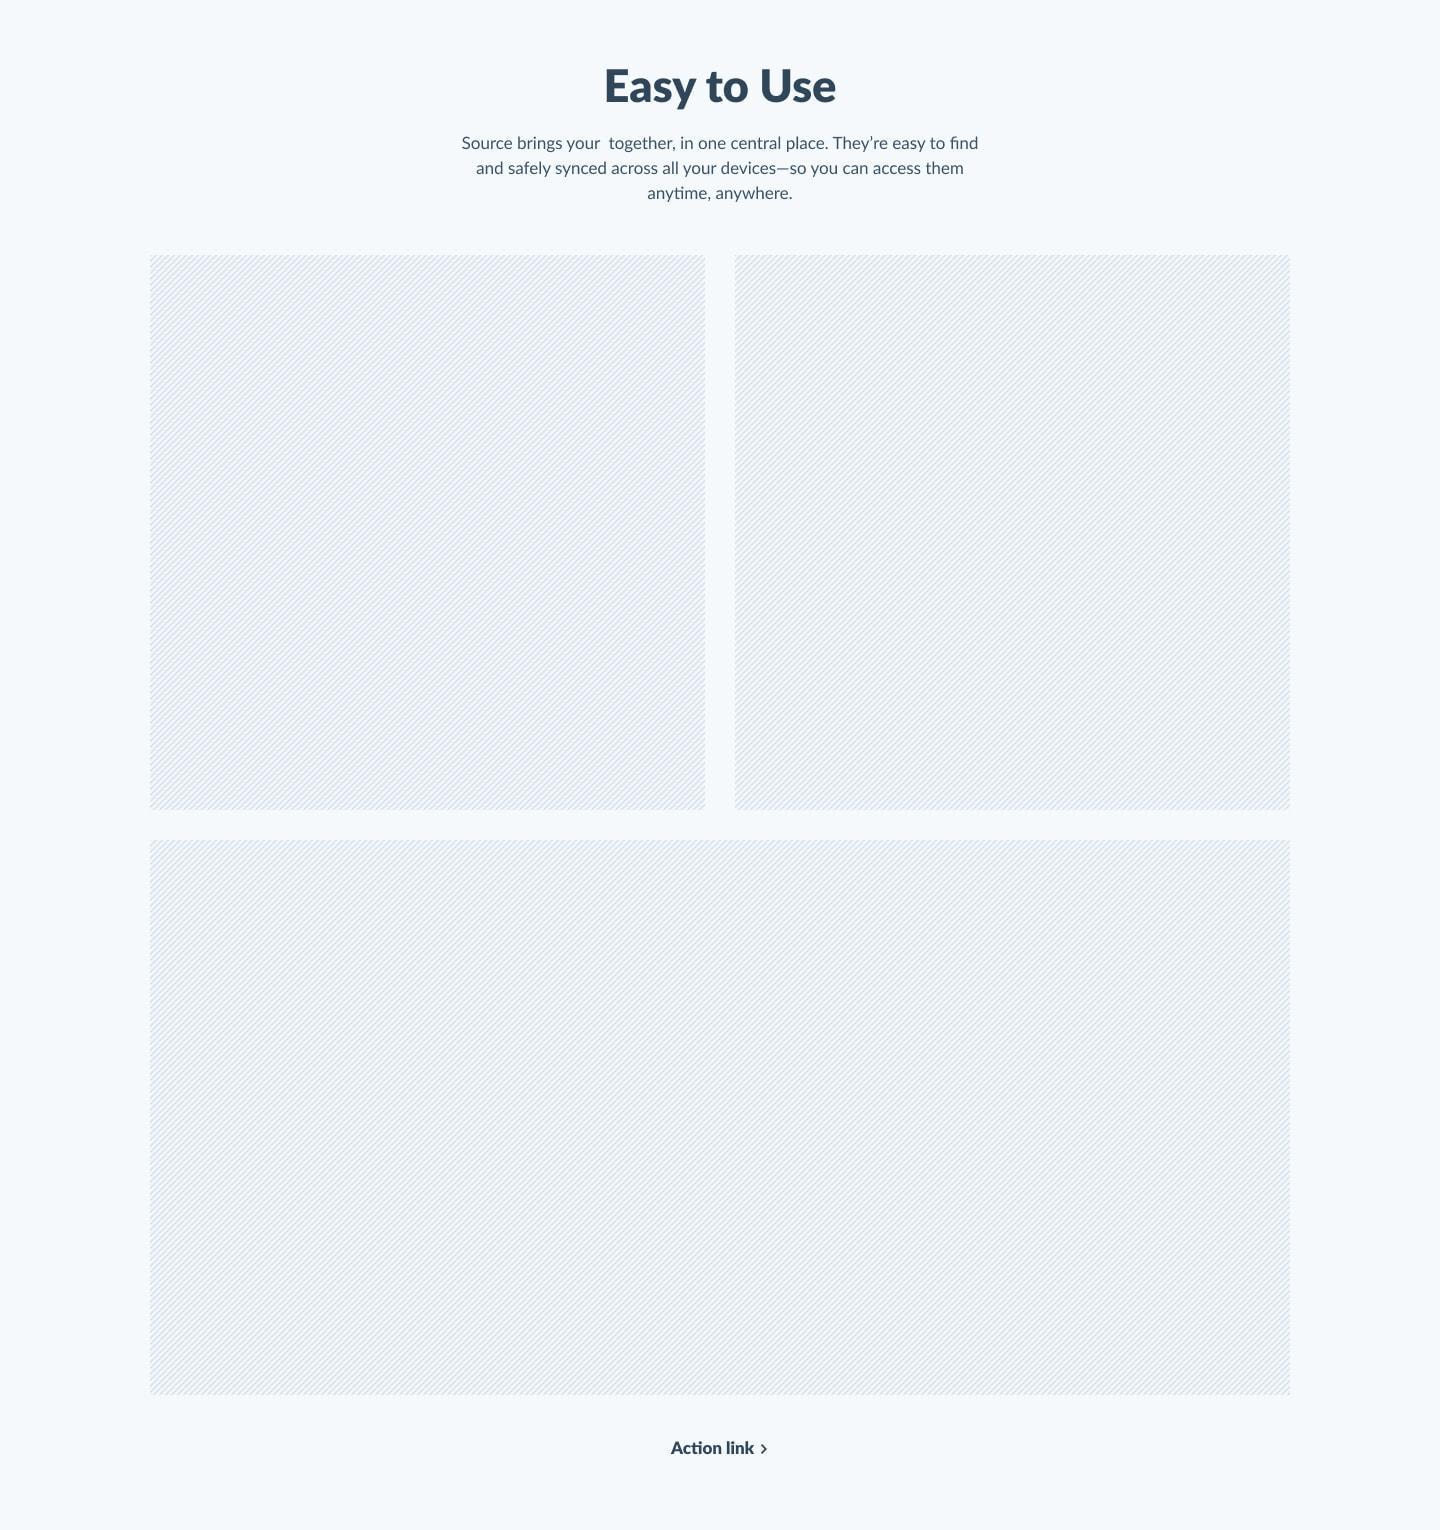 Easy to Use
Source brings your  together, in one central place. They’re easy to find
and safely synced across all your devices—so you can access them
anytime, anywhere.
Action link